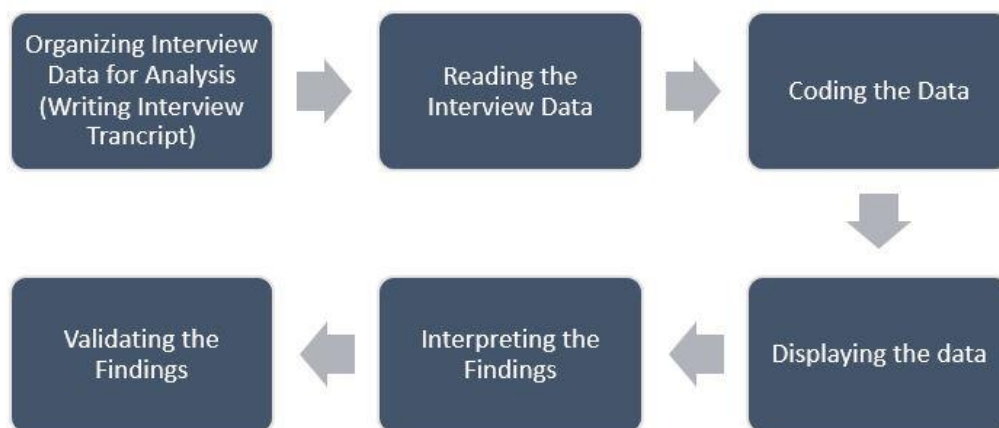 Organizing Interview
Data for Analysis
(Writing Interview
Trancript)
Reading the
Interview Data
Coding the Data
Displaying the data
Interpreting the
Findings
Validating the
Findings